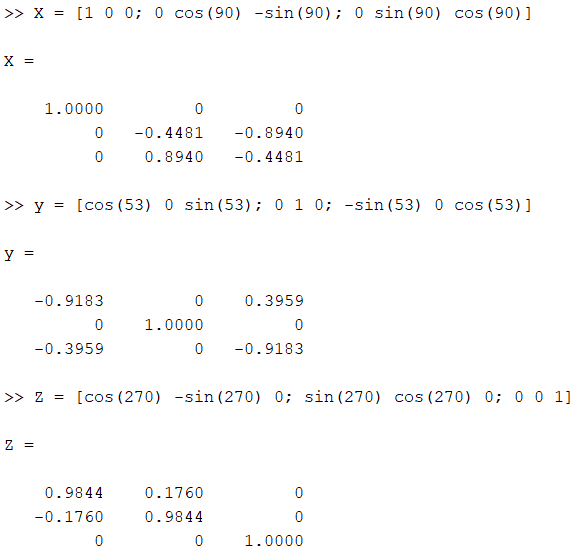 >> X = [1 0 0; 0 cos(90) -sin(90); 0 sin(90) cos(90)]
X =
1.0000 0 0
0 -0.4481 -0.8940
0 0.8940 -0.4481
>> y = [cos(53) 0 sin(53); 0 1 0; -sin(53) 0 cos(53)]
y =
-0.9183 0 0.3959
0 1.0000 0
-0.3959 0 -0.9183
>> Z = [cos(270) -sin(270) 0; sin(270) cos(270) 0; 0 0 1]
Z =
0.9844 0.1760 0
-0.1760 0.9844 0
0 0 1.0000